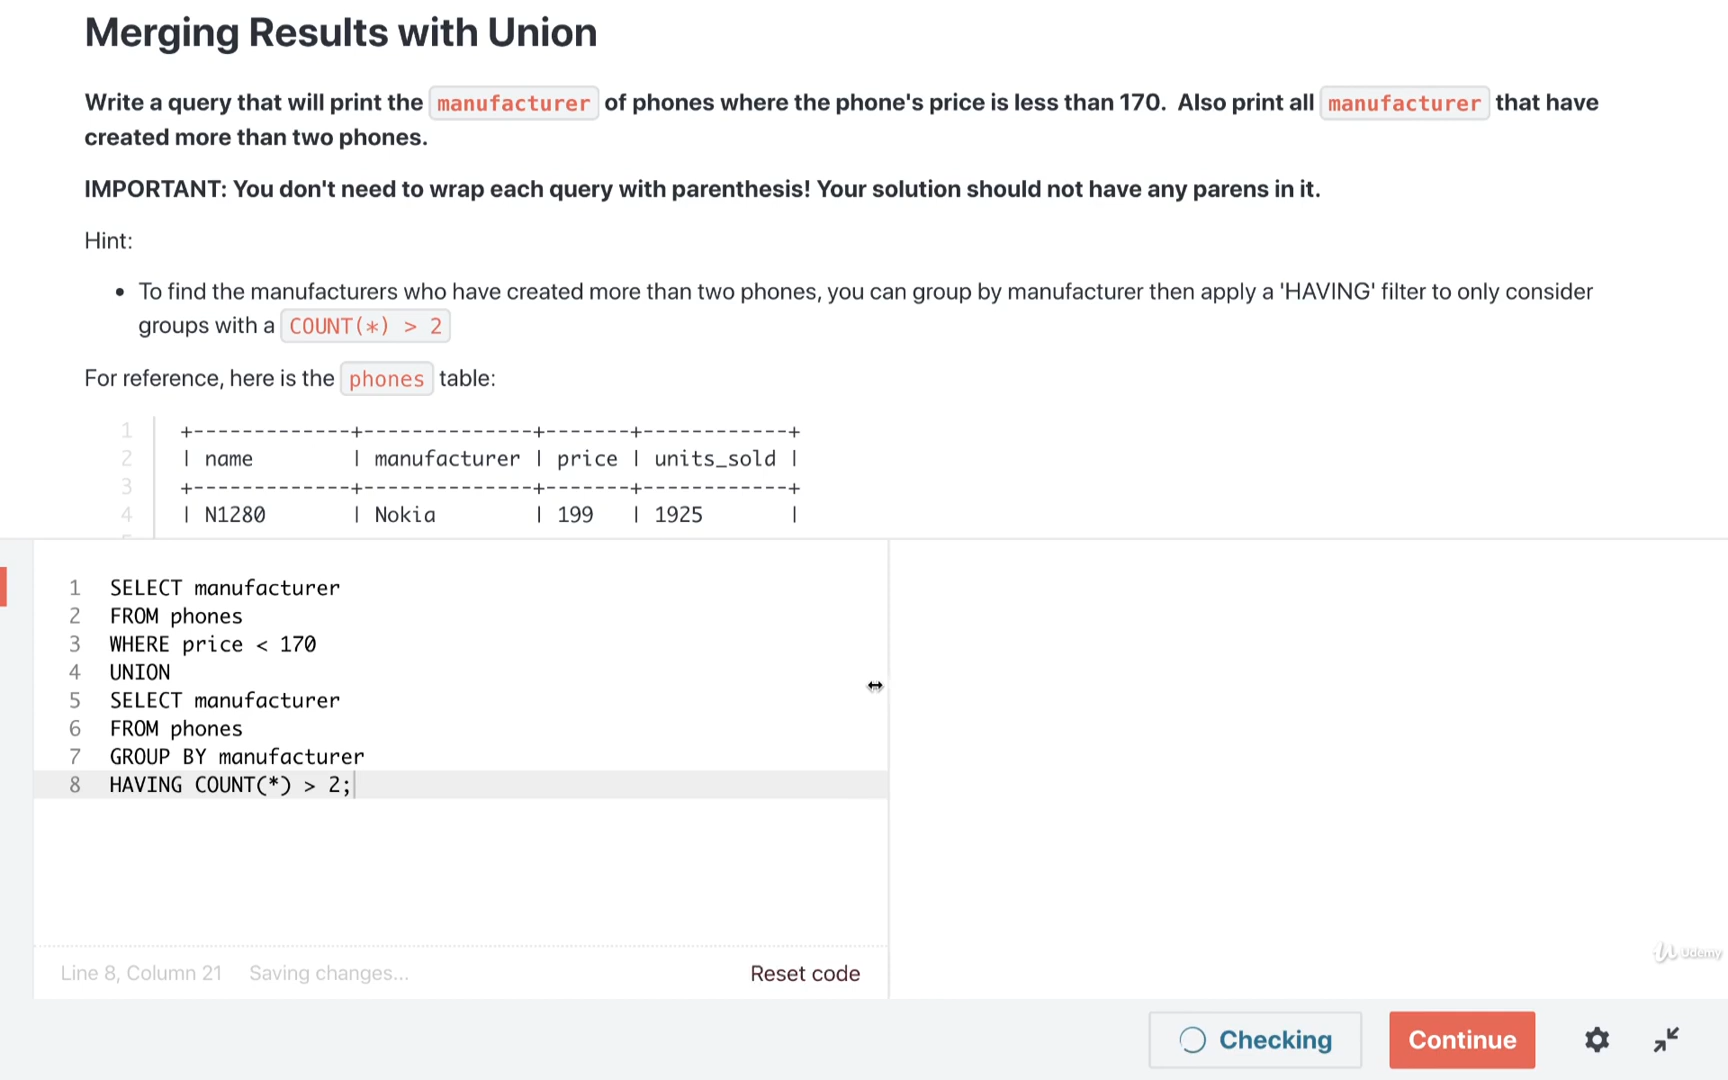 Merging Results with Union
Write a query that will print the manufacturer of phones where the phone's price is less than 170. Also print all manufacturer that have
created more than two phones.
IMPORTANT: You don't need to wrap each query with parenthesis! Your solution should not have any parens in it.
Hint:
• To find the manufacturers who have created more than two phones, you can group by manufacturer then apply a 'HAVING' filter to only consider
groups with a COUNT(*) > 2
For reference, here is the phones table:
1 +-------------+--------------+-------+------------+
2 | name | manufacturer | price | units_sold |
3 +-------------+--------------+-------+------------+
4 | N1280 | Nokia | 199 | 1925 |
1 SELECT manufacturer
2 FROM phones
3 WHERE price < 170
4 UNION
5 SELECT manufacturer
6 FROM phones
7 GROUP BY manufacturer
8 HAVING COUNT(*) > 2;
Line 8, Column 21 Saving changes... Reset code
Udemy
Checking Continue